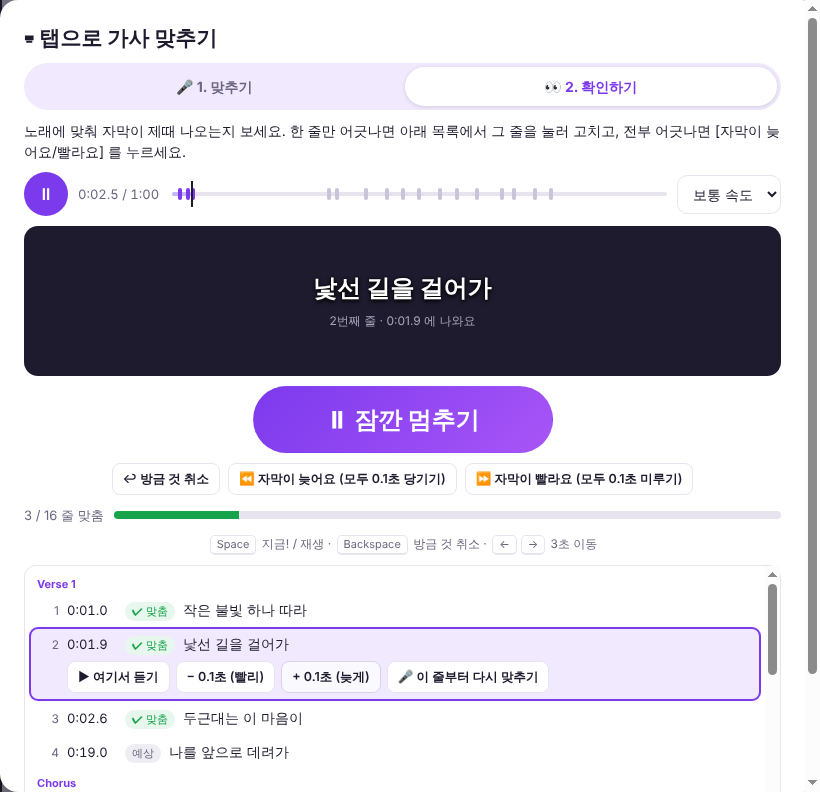 탭으로 가사 맞추기
🎤 1. 맞추기
👀 2. 확인하기
노래에 맞춰 자막이 제때 나오는지 보세요. 한 줄만 어긋나면 아래 목록에서 그 줄을 눌러 고치고, 전부 어긋나면 [자막이 늦
어요/빨라요] 를 누르세요.
0:02.5 / 1:00
보통 속도
낯선 길을 걸어가
2번째 줄 · 0:01.9 에 나와요
⏸ 잠깐 멈추기
↩ 방금 것 취소
⏪ 자막이 늦어요 (모두 0.1초 당기기)
⏩ 자막이 빨라요 (모두 0.1초 미루기)
3 / 16 줄 맞춤
Space 지금! / 재생 · Backspace 방금 것 취소 · ← → 3초 이동
Verse 1
1 0:01.0 ✔ 맞춤 작은 불빛 하나 따라
2 0:01.9 ✔ 맞춤 낯선 길을 걸어가
▶ 여기서 듣기
− 0.1초 (빨리)
+ 0.1초 (늦게)
🎤 이 줄부터 다시 맞추기
3 0:02.6 ✔ 맞춤 두근대는 이 마음이
4 0:19.0 예상 나를 앞으로 데려가
Chorus